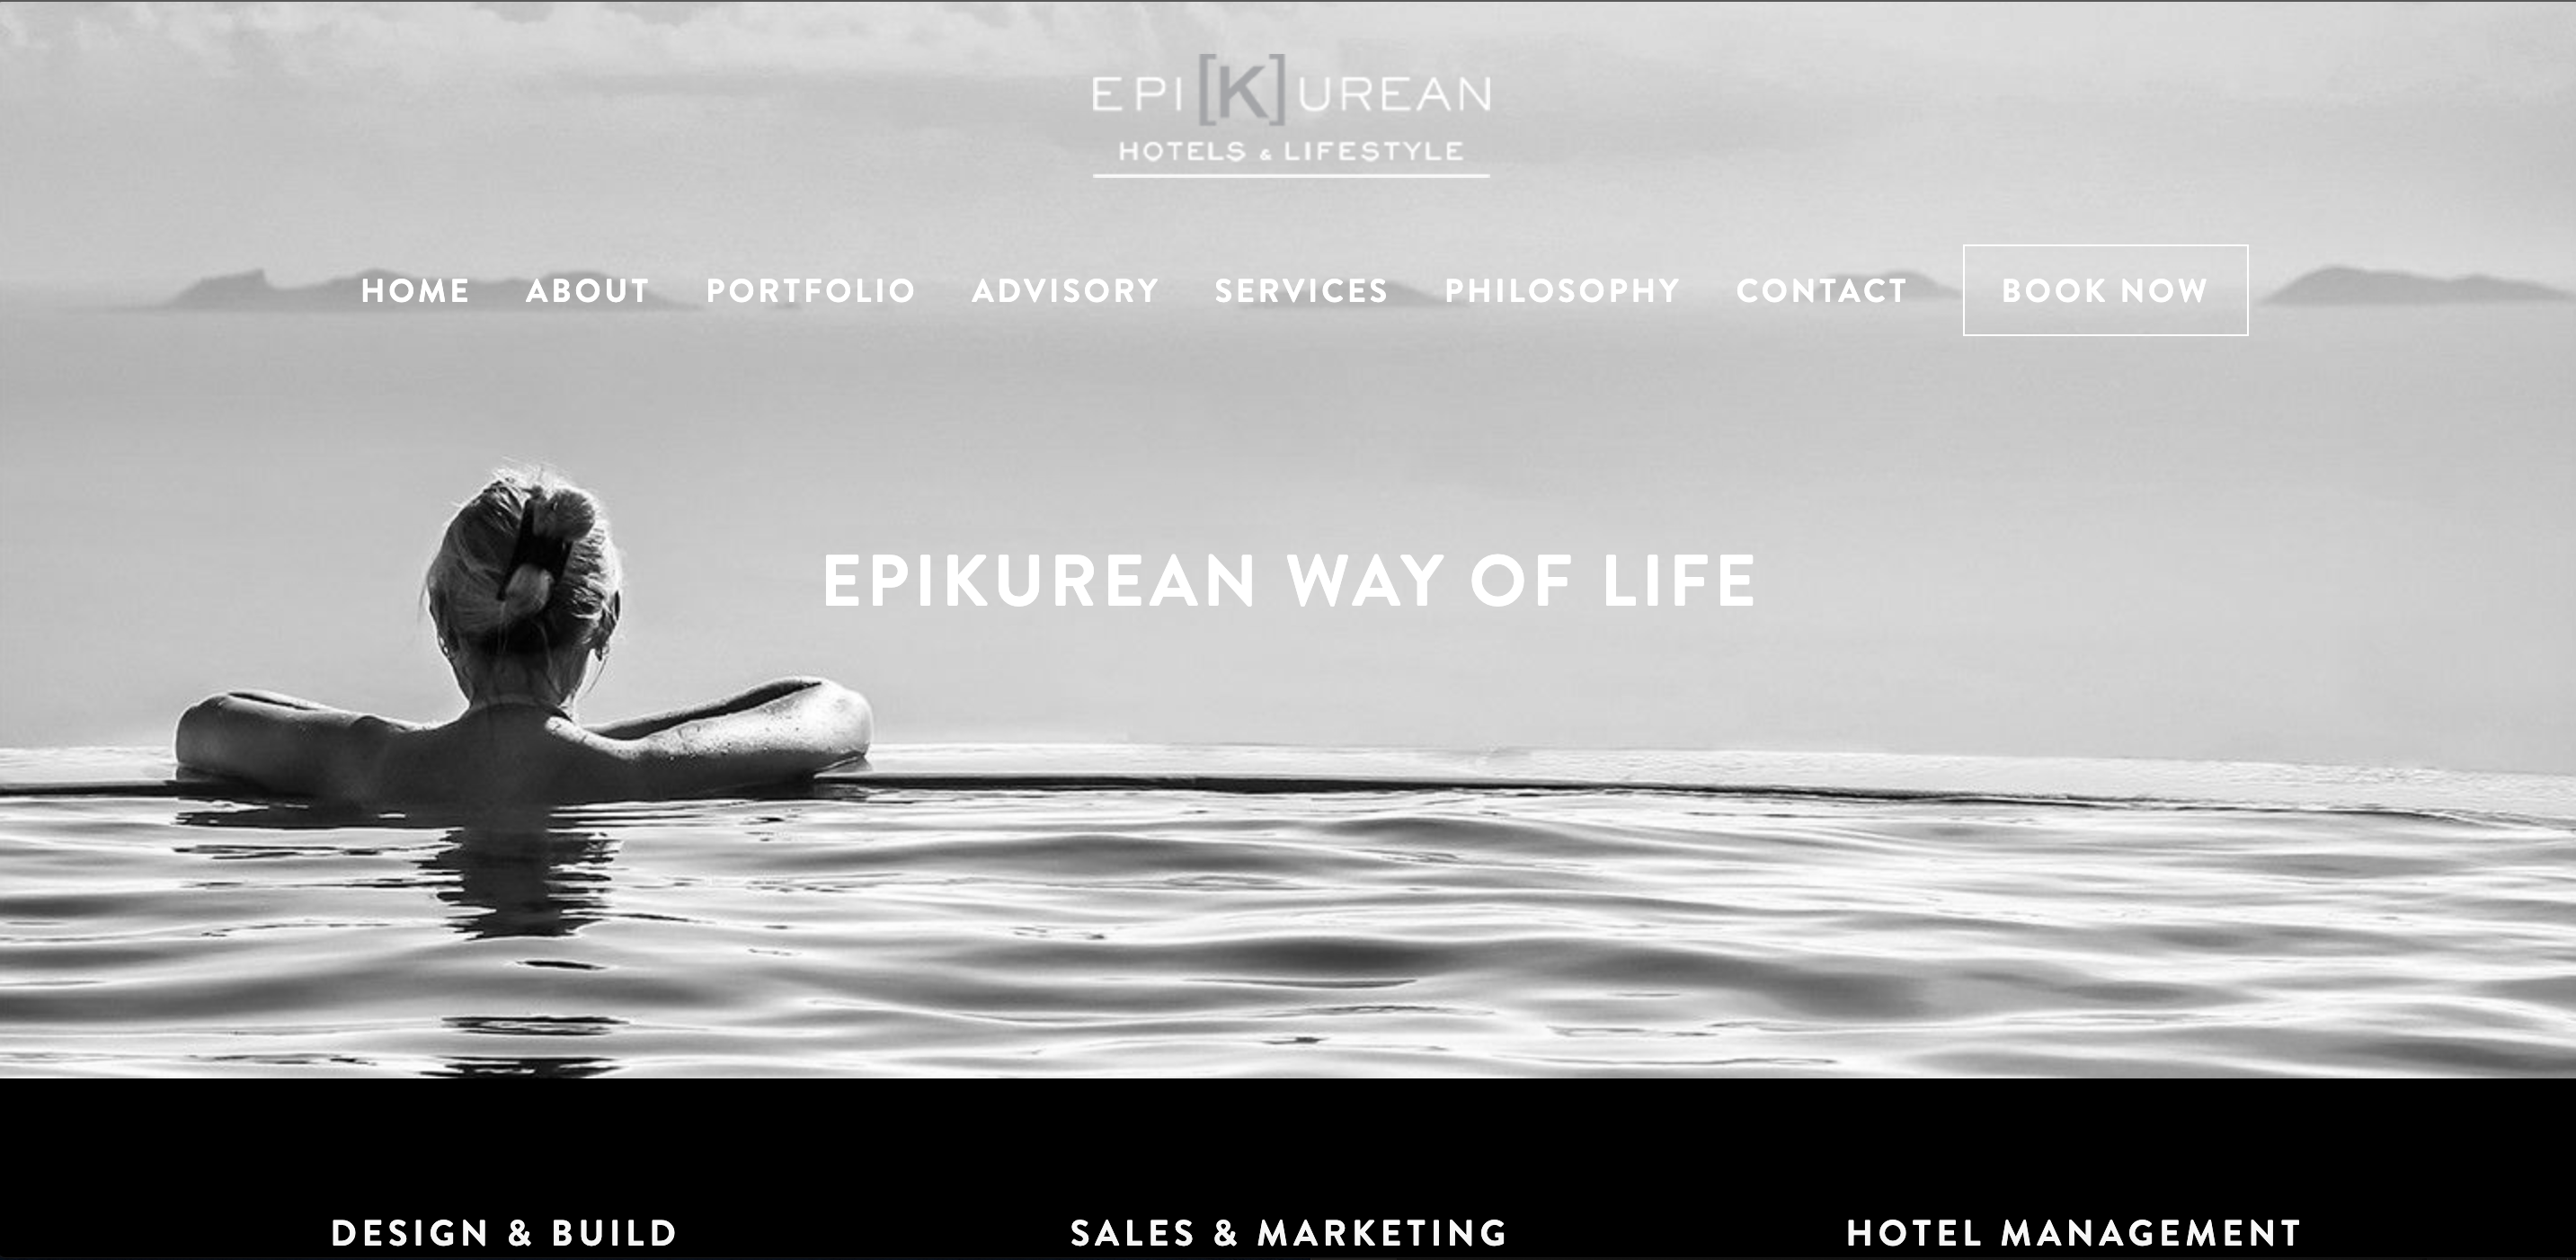 EPI[K]UREAN
HOTELS & LIFESTYLE
HOME ABOUT PORTFOLIO ADVISORY SERVICES PHILOSOPHY CONTACT BOOK NOW
EPIKUREAN WAY OF LIFE
DESIGN & BUILD SALES & MARKETING HOTEL MANAGEMENT